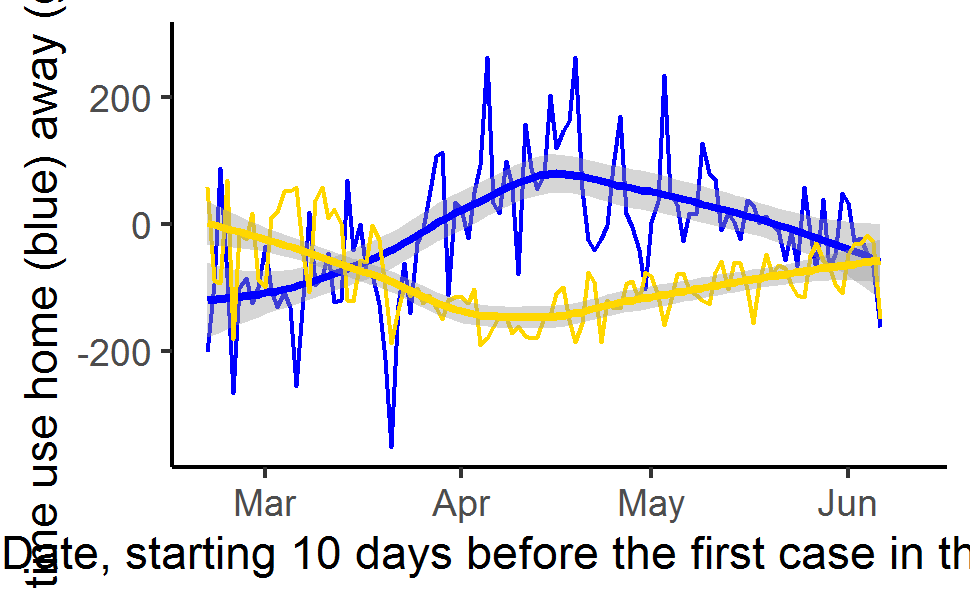 time use home (blue) away (
200
0
-200
Mar Apr May Jun
Date, starting 10 days before the first case in th